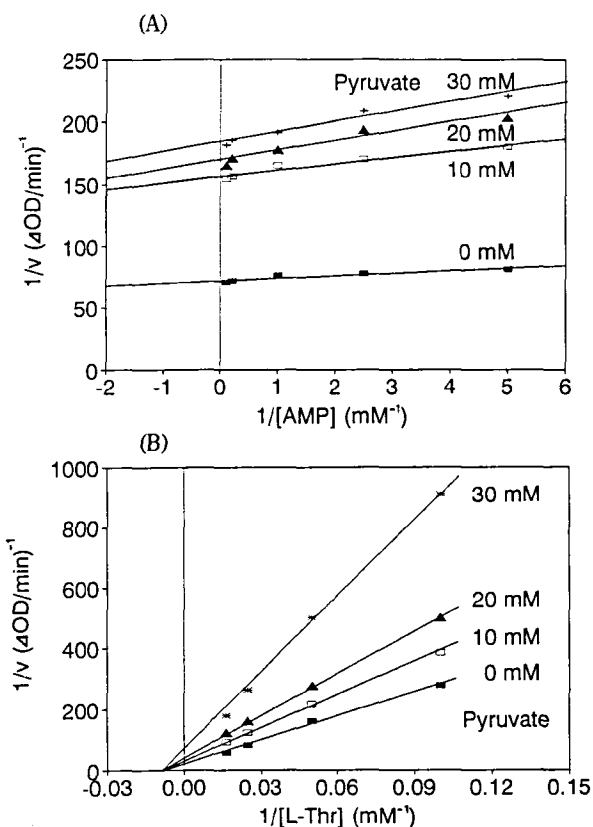 (A)
250
200
150
100
50
0
1/v (⊿OD/min)⁻¹
Pyruvate
30 mM
20 mM
10 mM
0 mM
-2 -1 0 1 2 3 4 5 6
1/[AMP] (mM⁻¹)
(B)
1000
800
600
400
200
0
1/v (⊿OD/min)⁻¹
30 mM
20 mM
10 mM
0 mM
Pyruvate
-0.03 0.00 0.03 0.06 0.09 0.12 0.15
1/[L-Thr] (mM⁻¹)